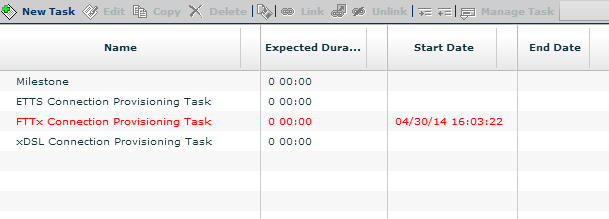 New Task Edit Copy Delete Link Unlink Manage Task
Name Expected Dura... Start Date End Date
Milestone 0 00:00
ETTS Connection Provisioning Task 0 00:00
FTTx Connection Provisioning Task 0 00:00 04/30/14 16:03:22
xDSL Connection Provisioning Task 0 00:00